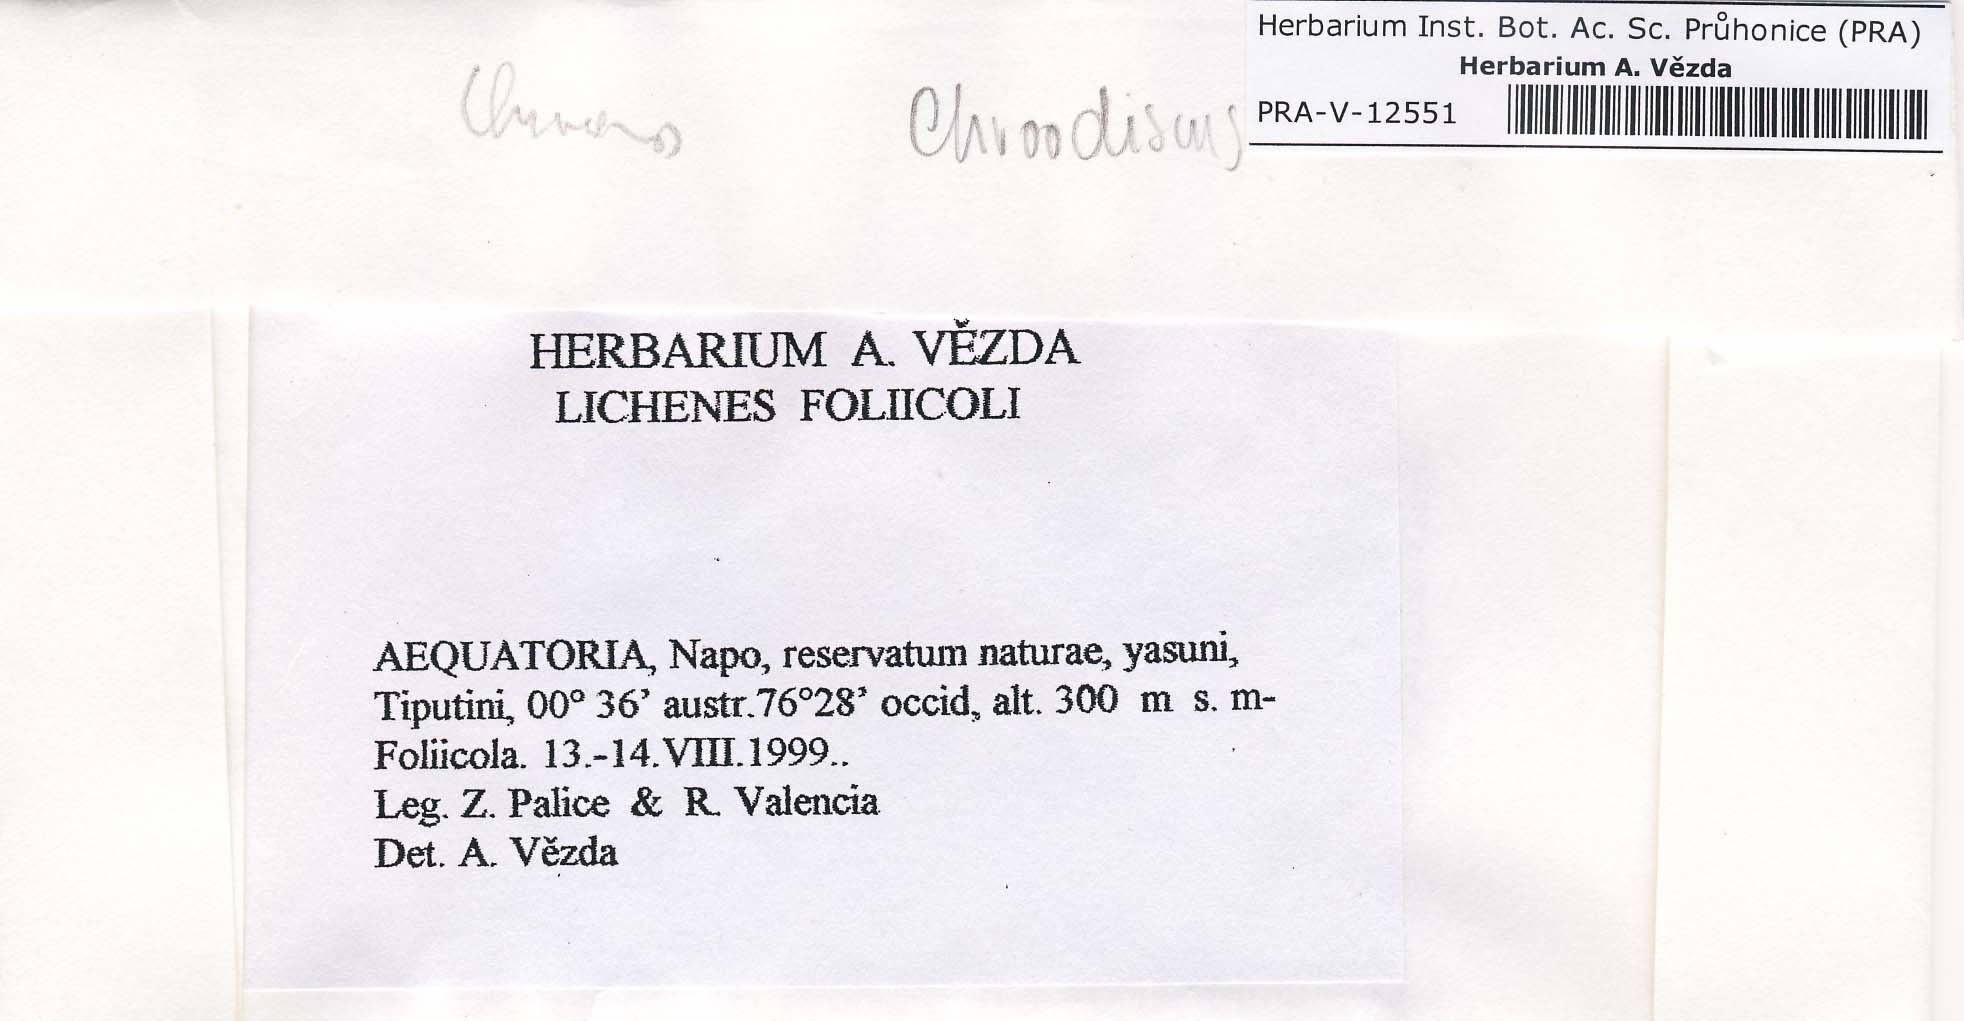 Herbarium Inst. Bot. Ac. Sc. Průhonice (PRA)
Herbarium A. Vězda
PRA-V-12551
Chroodiscus
HERBARIUM A. VĚZDA
LICHENES FOLIICOLI
AEQUATORIA, Napo, reservatum naturae, yasuni,
Tiputini, 00° 36’ austr.76°28’ occid, alt. 300 m s. m-
Foliicola. 13.-14.VIII.1999..
Leg. Z. Palice & R. Valencia
Det. A. Vězda